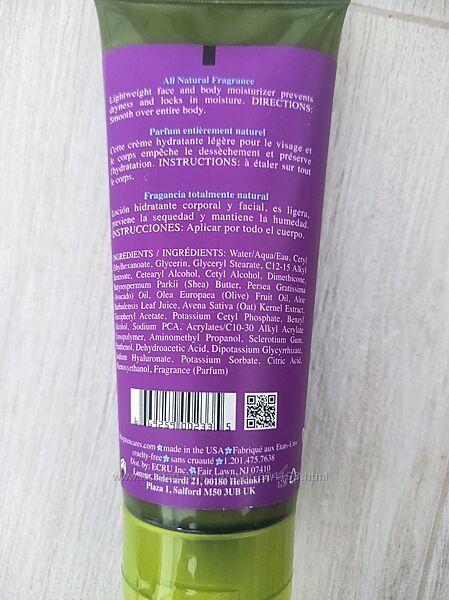 All Natural Fragrance
Lightweight face and body moisturizer prevents
dryness and locks in moisture. DIRECTIONS:
Smooth over entire body.
Parfum entièrement naturel
Cette crème hydratante légère pour le visage et
le corps empêche le dessèchement et préserve
l'hydratation. INSTRUCTIONS: à étaler sur tout
le corps.
Fragancia totalmente natural
Loción hidratante corporal y facial, es ligera,
previene la sequedad y mantiene la humedad.
INSTRUCCIONES: Aplicar por todo el cuerpo.
INGREDIENTS / INGRÉDIENTS: Water/Aqua/Eau, Cetyl
Ethylhexanoate, Glycerin, Glyceryl Stearate, C12-15 Alkyl
Benzoate, Cetearyl Alcohol, Cetyl Alcohol, Dimethicone,
Butyrospermum Parkii (Shea) Butter, Persea Gratissima
(Avocado) Oil, Olea Europaea (Olive) Fruit Oil, Aloe
Barbadensis Leaf Juice, Avena Sativa (Oat) Kernel Extract,
Tocopheryl Acetate, Potassium Cetyl Phosphate, Benzyl
Alcohol, Sodium PCA, Acrylates/C10-30 Alkyl Acrylate
Crosspolymer, Aminomethyl Propanol, Sclerotium Gum,
Panthenol, Dehydroacetic Acid, Dipotassium Glycyrrhizate,
Sodium Hyaluronate, Potassium Sorbate, Citric Acid,
Phenoxyethanol, Fragrance (Parfum)
made in the USA Fabriqué aux Etats-Unis
cruelty-free sans cruauté 1.201.475.7638
Dist. by: ECRU Inc. Fair Lawn, NJ 07410
Bulevardi 21, 00180 Helsinki
Plaza 1, Salford M50 3UB UK